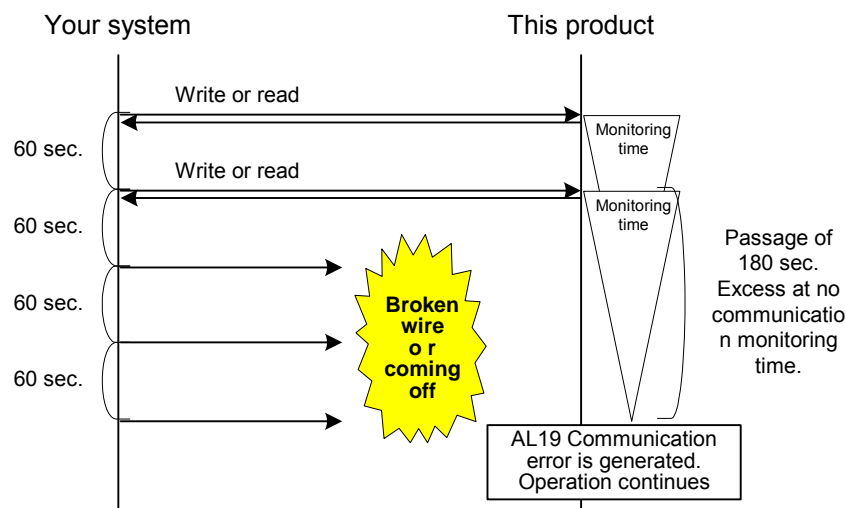 Your system
This product
Write or read
Monitoring
time
60 sec.
Write or read
Monitoring
time
60 sec.
60 sec.
60 sec.
Broken
wire
o r
coming
off
Passage of
180 sec.
Excess at no
communicatio
n monitoring
time.
AL19 Communication
error is generated.
Operation continues